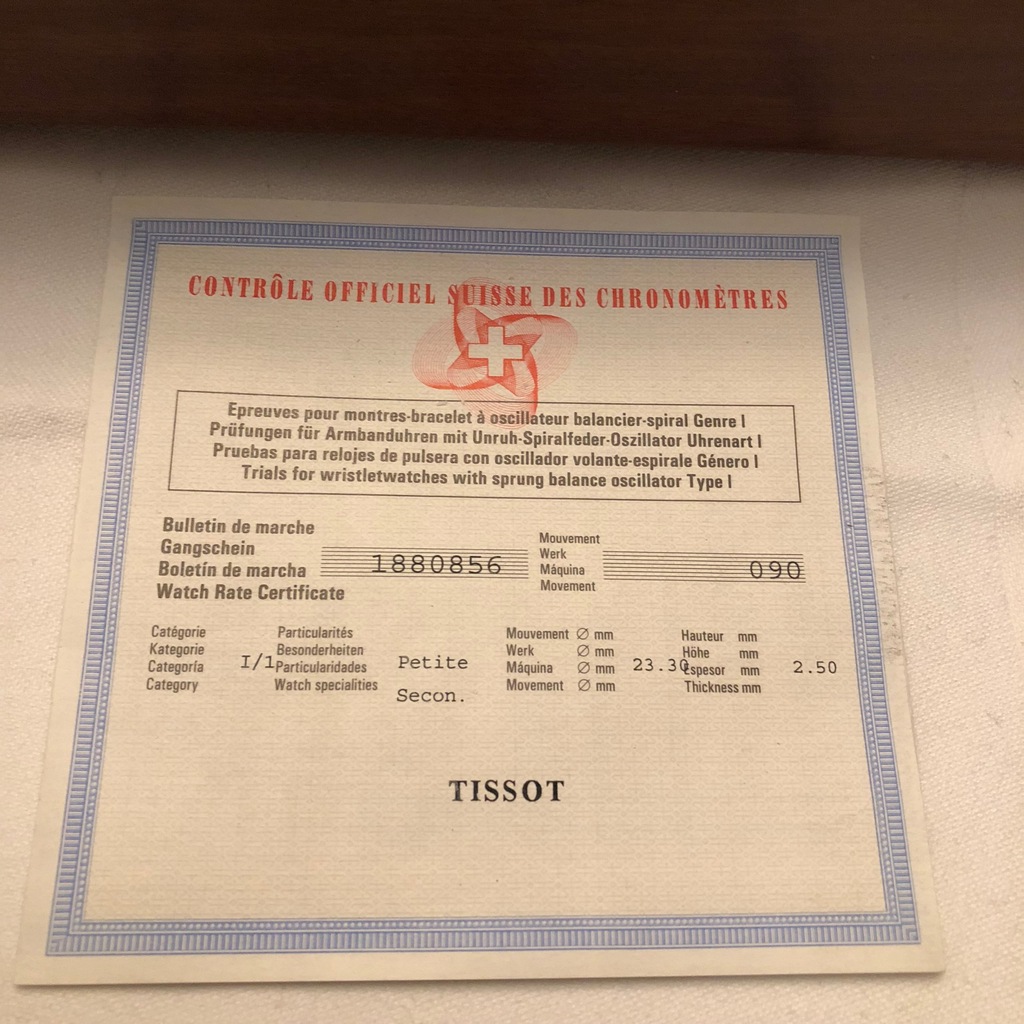 CONTRÔLE OFFICIEL SUISSE DES CHRONOMÈTRES
Epreuves pour montres-bracelet à oscillateur balancier-spiral Genre I
Prüfungen für Armbanduhren mit Unruh-Spiralfeder-Oszillator Uhrenart I
Pruebas para relojes de pulsera con oscillador volante-espirale Género I
Trials for wristletwatches with sprung balance oscillator Type I
Bulletin de marche
Gangschein
Boletín de marcha
Watch Rate Certificate
1880856
Mouvement
Werk
Máquina
Movement
090
Catégorie
Kategorie
Categoría
Category
I/1
Particularités
Besonderheiten
Particularidades
Watch specialities
Petite
Secon.
Mouvement ∅ mm
Werk ∅ mm
Máquina ∅ mm
Movement ∅ mm
23.30
Hauteur mm
Höhe mm
Espesor mm
Thickness mm
2.50
TISSOT